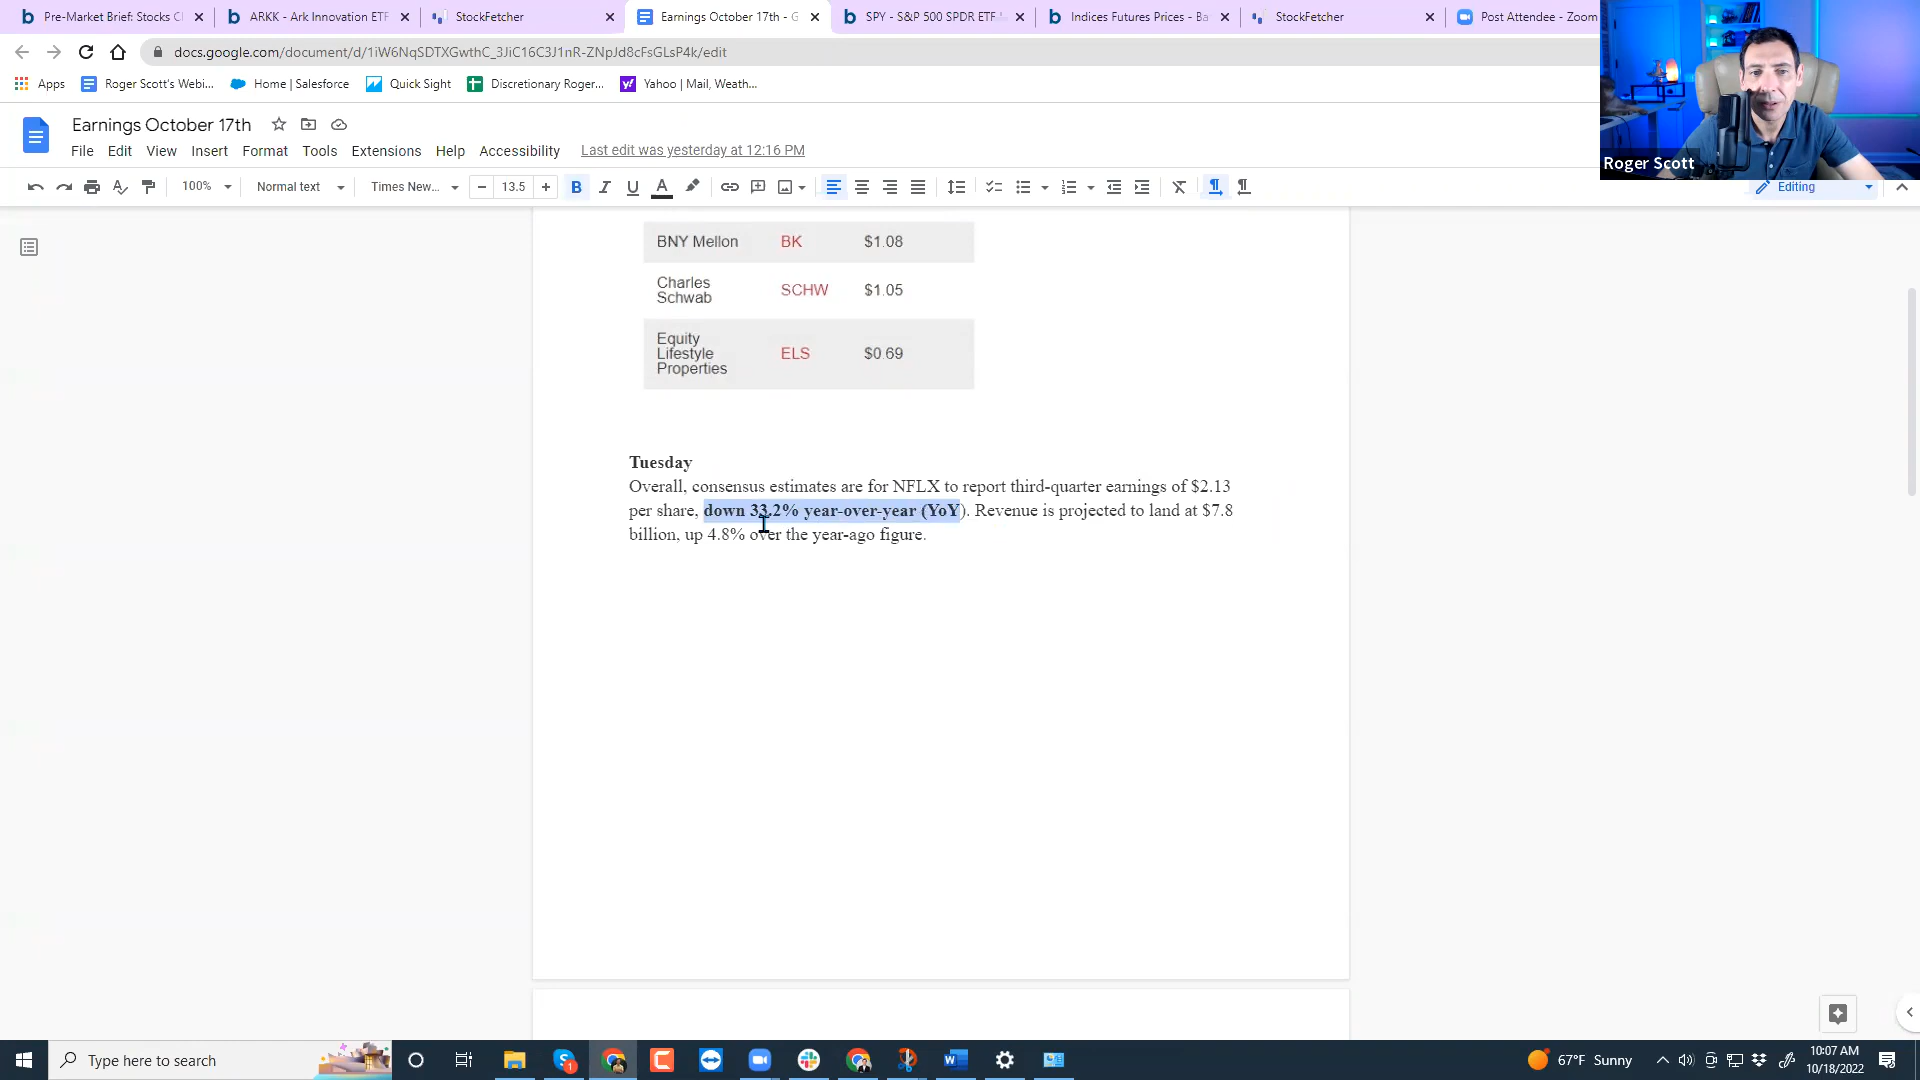 Pre-Market Brief: Stocks Cl
ARKK - Ark Innovation ETF
StockFetcher
Earnings October 17th - G
SPY - S&P 500 SPDR ETF
Indices Futures Prices - Ba
StockFetcher
Post Attendee - Zoom
docs.google.com/document/d/1iW6NqSDTXGwthC_3JiC16C3J1nR-ZNpJd8cFsGLsP4k/edit
Apps
Roger Scott's Webi...
Home | Salesforce
Quick Sight
Discretionary Roger...
Yahoo | Mail, Weath...
Earnings October 17th
File Edit View Insert Format Tools Extensions Help Accessibility Last edit was yesterday at 12:16 PM
Roger Scott
100% Normal text Times New... 13.5 B I U A Editing
BNY Mellon BK $1.08
Charles
Schwab SCHW $1.05
Equity
Lifestyle
Properties ELS $0.69
Tuesday
Overall, consensus estimates are for NFLX to report third-quarter earnings of $2.13
per share, down 33.2% year-over-year (YoY). Revenue is projected to land at $7.8
billion, up 4.8% over the year-ago figure.
Type here to search
67°F Sunny
10:07 AM
10/18/2022